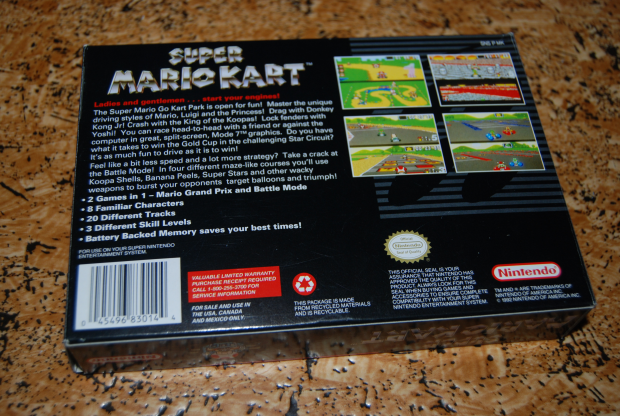 SNSP-MK
SUPER
MARIO KART™
Ladies and gentlemen . . . start your engines!
The Super Mario Go Kart Park is open for fun! Master the unique
driving styles of Mario, Luigi and the Princess! Drag with Donkey
Kong Jr! Crash with the King of the Koopas! Lock fenders with
Yoshi! You can race head-to-head with a friend or against the
computer in great, split-screen, Mode 7™ graphics. Do you have
what it takes to win the Gold Cup in the challenging Star Circuit?
It's as much fun to drive as it is to win!
Feel like a bit less speed and a lot more strategy? Take a crack at
the Battle Mode! In four different maze-like courses you'll use
Koopa Shells, Banana Peels, Super Stars and other wacky
weapons to burst your opponents target balloons and triumph!
• 2 Games in 1 – Mario Grand Prix and Battle Mode
• 8 Familiar Characters
• 20 Different Tracks
• 3 Different Skill Levels
• Battery Backed Memory saves your best times!
FOR USE ON YOUR SUPER NINTENDO
ENTERTAINMENT SYSTEM.
45496 83014 4
VALUABLE LIMITED WARRANTY
PURCHASE RECEIPT REQUIRED
CALL 1-800-255-3700 FOR
SERVICE INFORMATION
FOR SALE AND USE IN
THE USA, CANADA
AND MEXICO ONLY.
THIS PACKAGE IS MADE
FROM RECYCLED MATERIALS
AND IS RECYCLABLE.
Nintendo
THIS OFFICIAL SEAL IS YOUR
ASSURANCE THAT NINTENDO HAS
APPROVED THE QUALITY OF THIS
PRODUCT. ALWAYS LOOK FOR THIS
SEAL WHEN BUYING GAMES AND
ACCESSORIES TO ENSURE COMPLETE
COMPATIBILITY WITH YOUR SUPER
NINTENDO ENTERTAINMENT SYSTEM.
Nintendo
TM AND ® ARE TRADEMARKS OF
NINTENDO OF AMERICA INC.
© 1992 NINTENDO OF AMERICA INC.